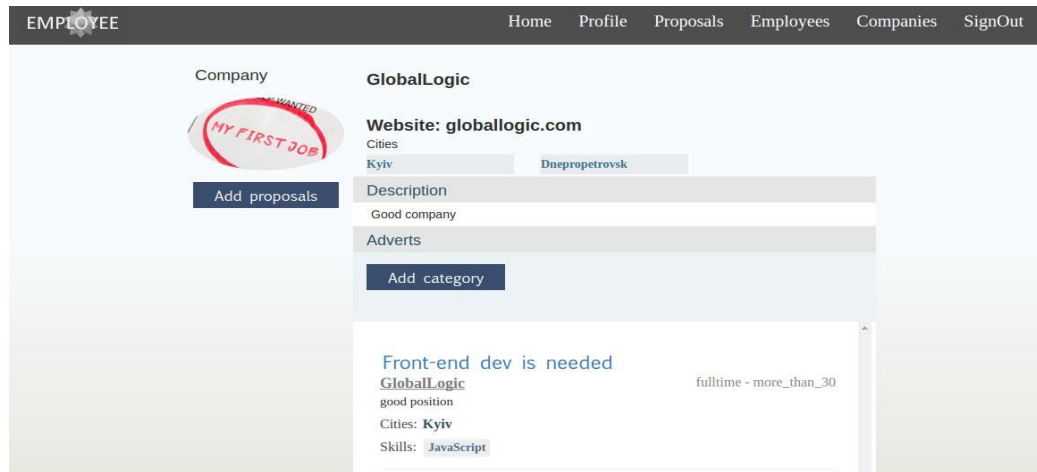 EMPLOYEE
Home Profile Proposals Employees Companies SignOut
Company
WANTED
MY FIRST JOB
Add proposals
GlobalLogic
Website: globallogic.com
Cities
Kyiv Dnepropetrovsk
Description
Good company
Adverts
Add category
Front-end dev is needed
GlobalLogic
fulltime - more_than_30
good position
Cities: Kyiv
Skills: JavaScript